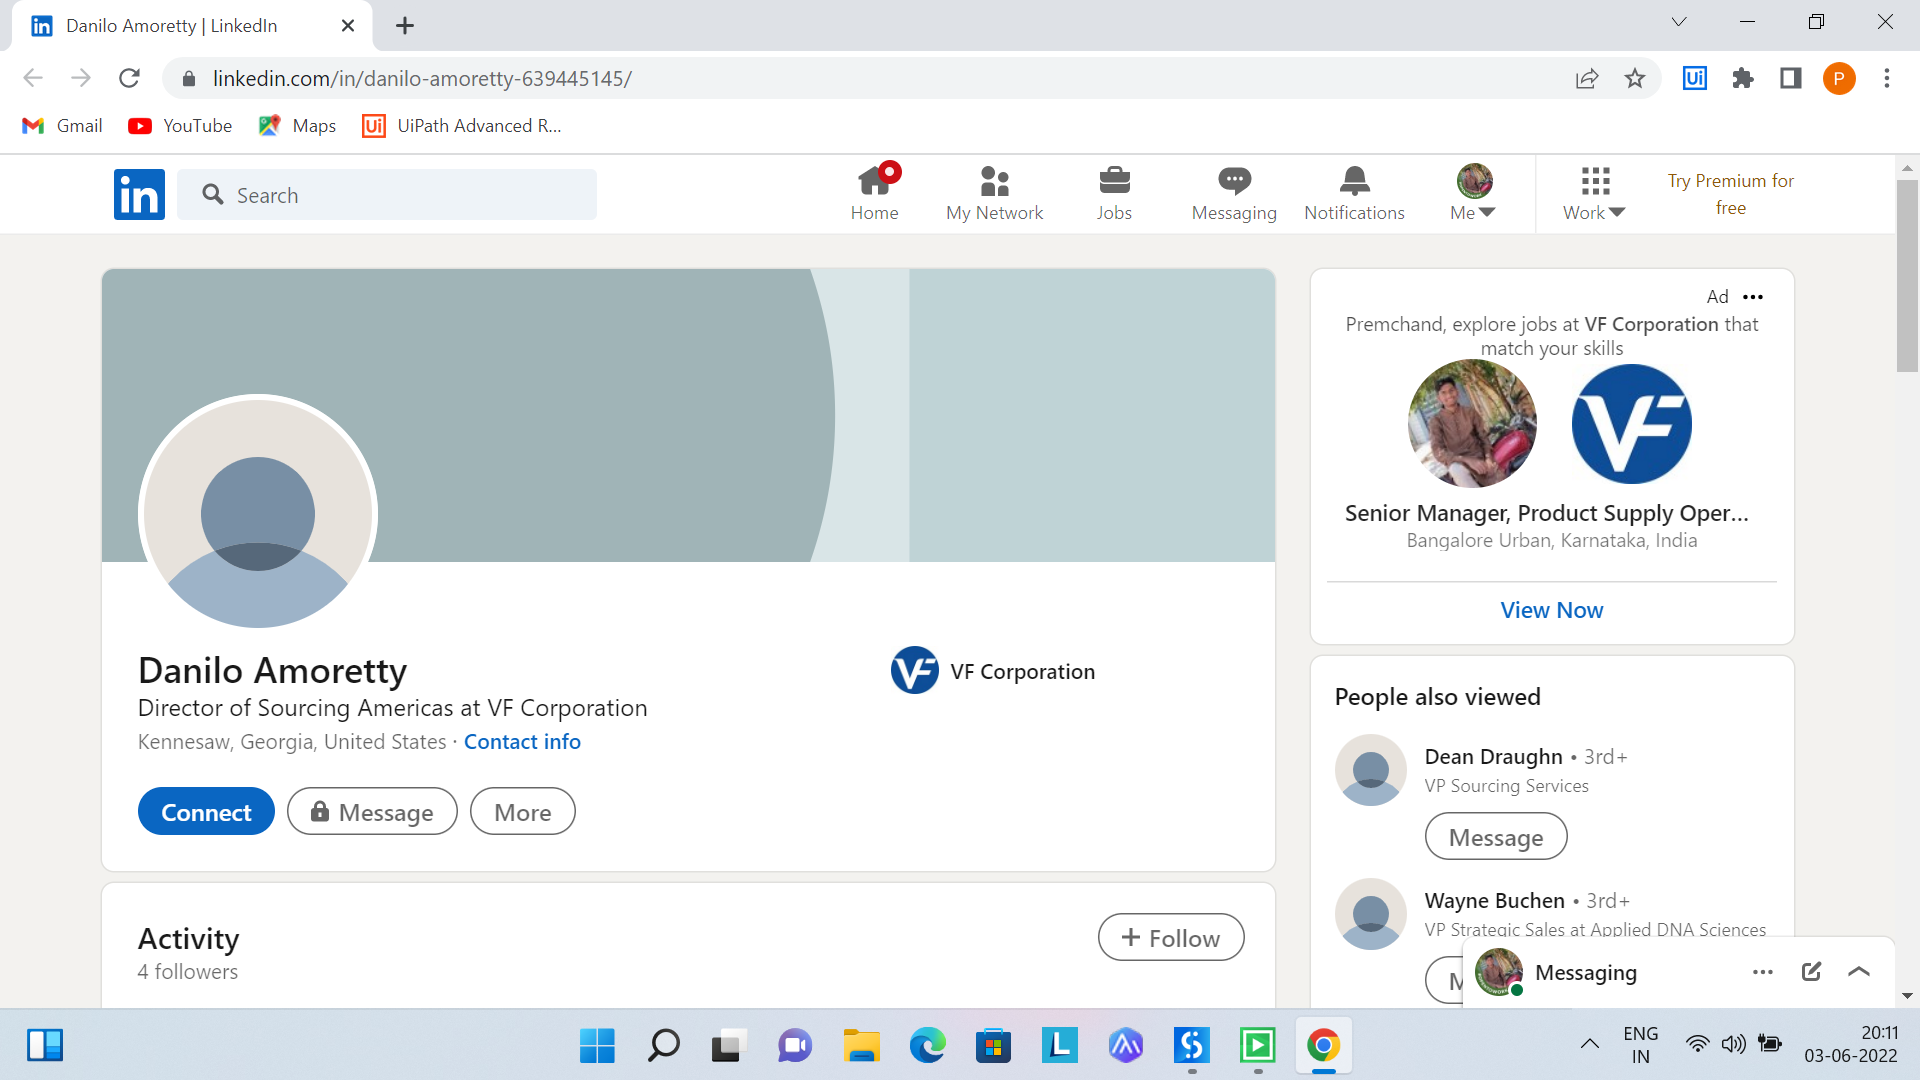 Danilo Amoretty | LinkedIn
linkedin.com/in/danilo-amoretty-639445145/
Ui
P
Gmail
YouTube
Maps
Ui
UiPath Advanced R...
in
Search
Home
My Network
Jobs
Messaging
Notifications
Me
Work
Try Premium for
free
Ad
Premchand, explore jobs at VF Corporation that
match your skills
VF
Senior Manager, Product Supply Oper...
Bangalore Urban, Karnataka, India
View Now
Danilo Amoretty
VF
VF Corporation
Director of Sourcing Americas at VF Corporation
Kennesaw, Georgia, United States · Contact info
Connect
Message
More
Activity
4 followers
+ Follow
People also viewed
Dean Draughn • 3rd+
VP Sourcing Services
Message
Wayne Buchen • 3rd+
VP Strategic Sales at Applied DNA Sciences
Messaging
L
ENG
IN
20:11
03-06-2022